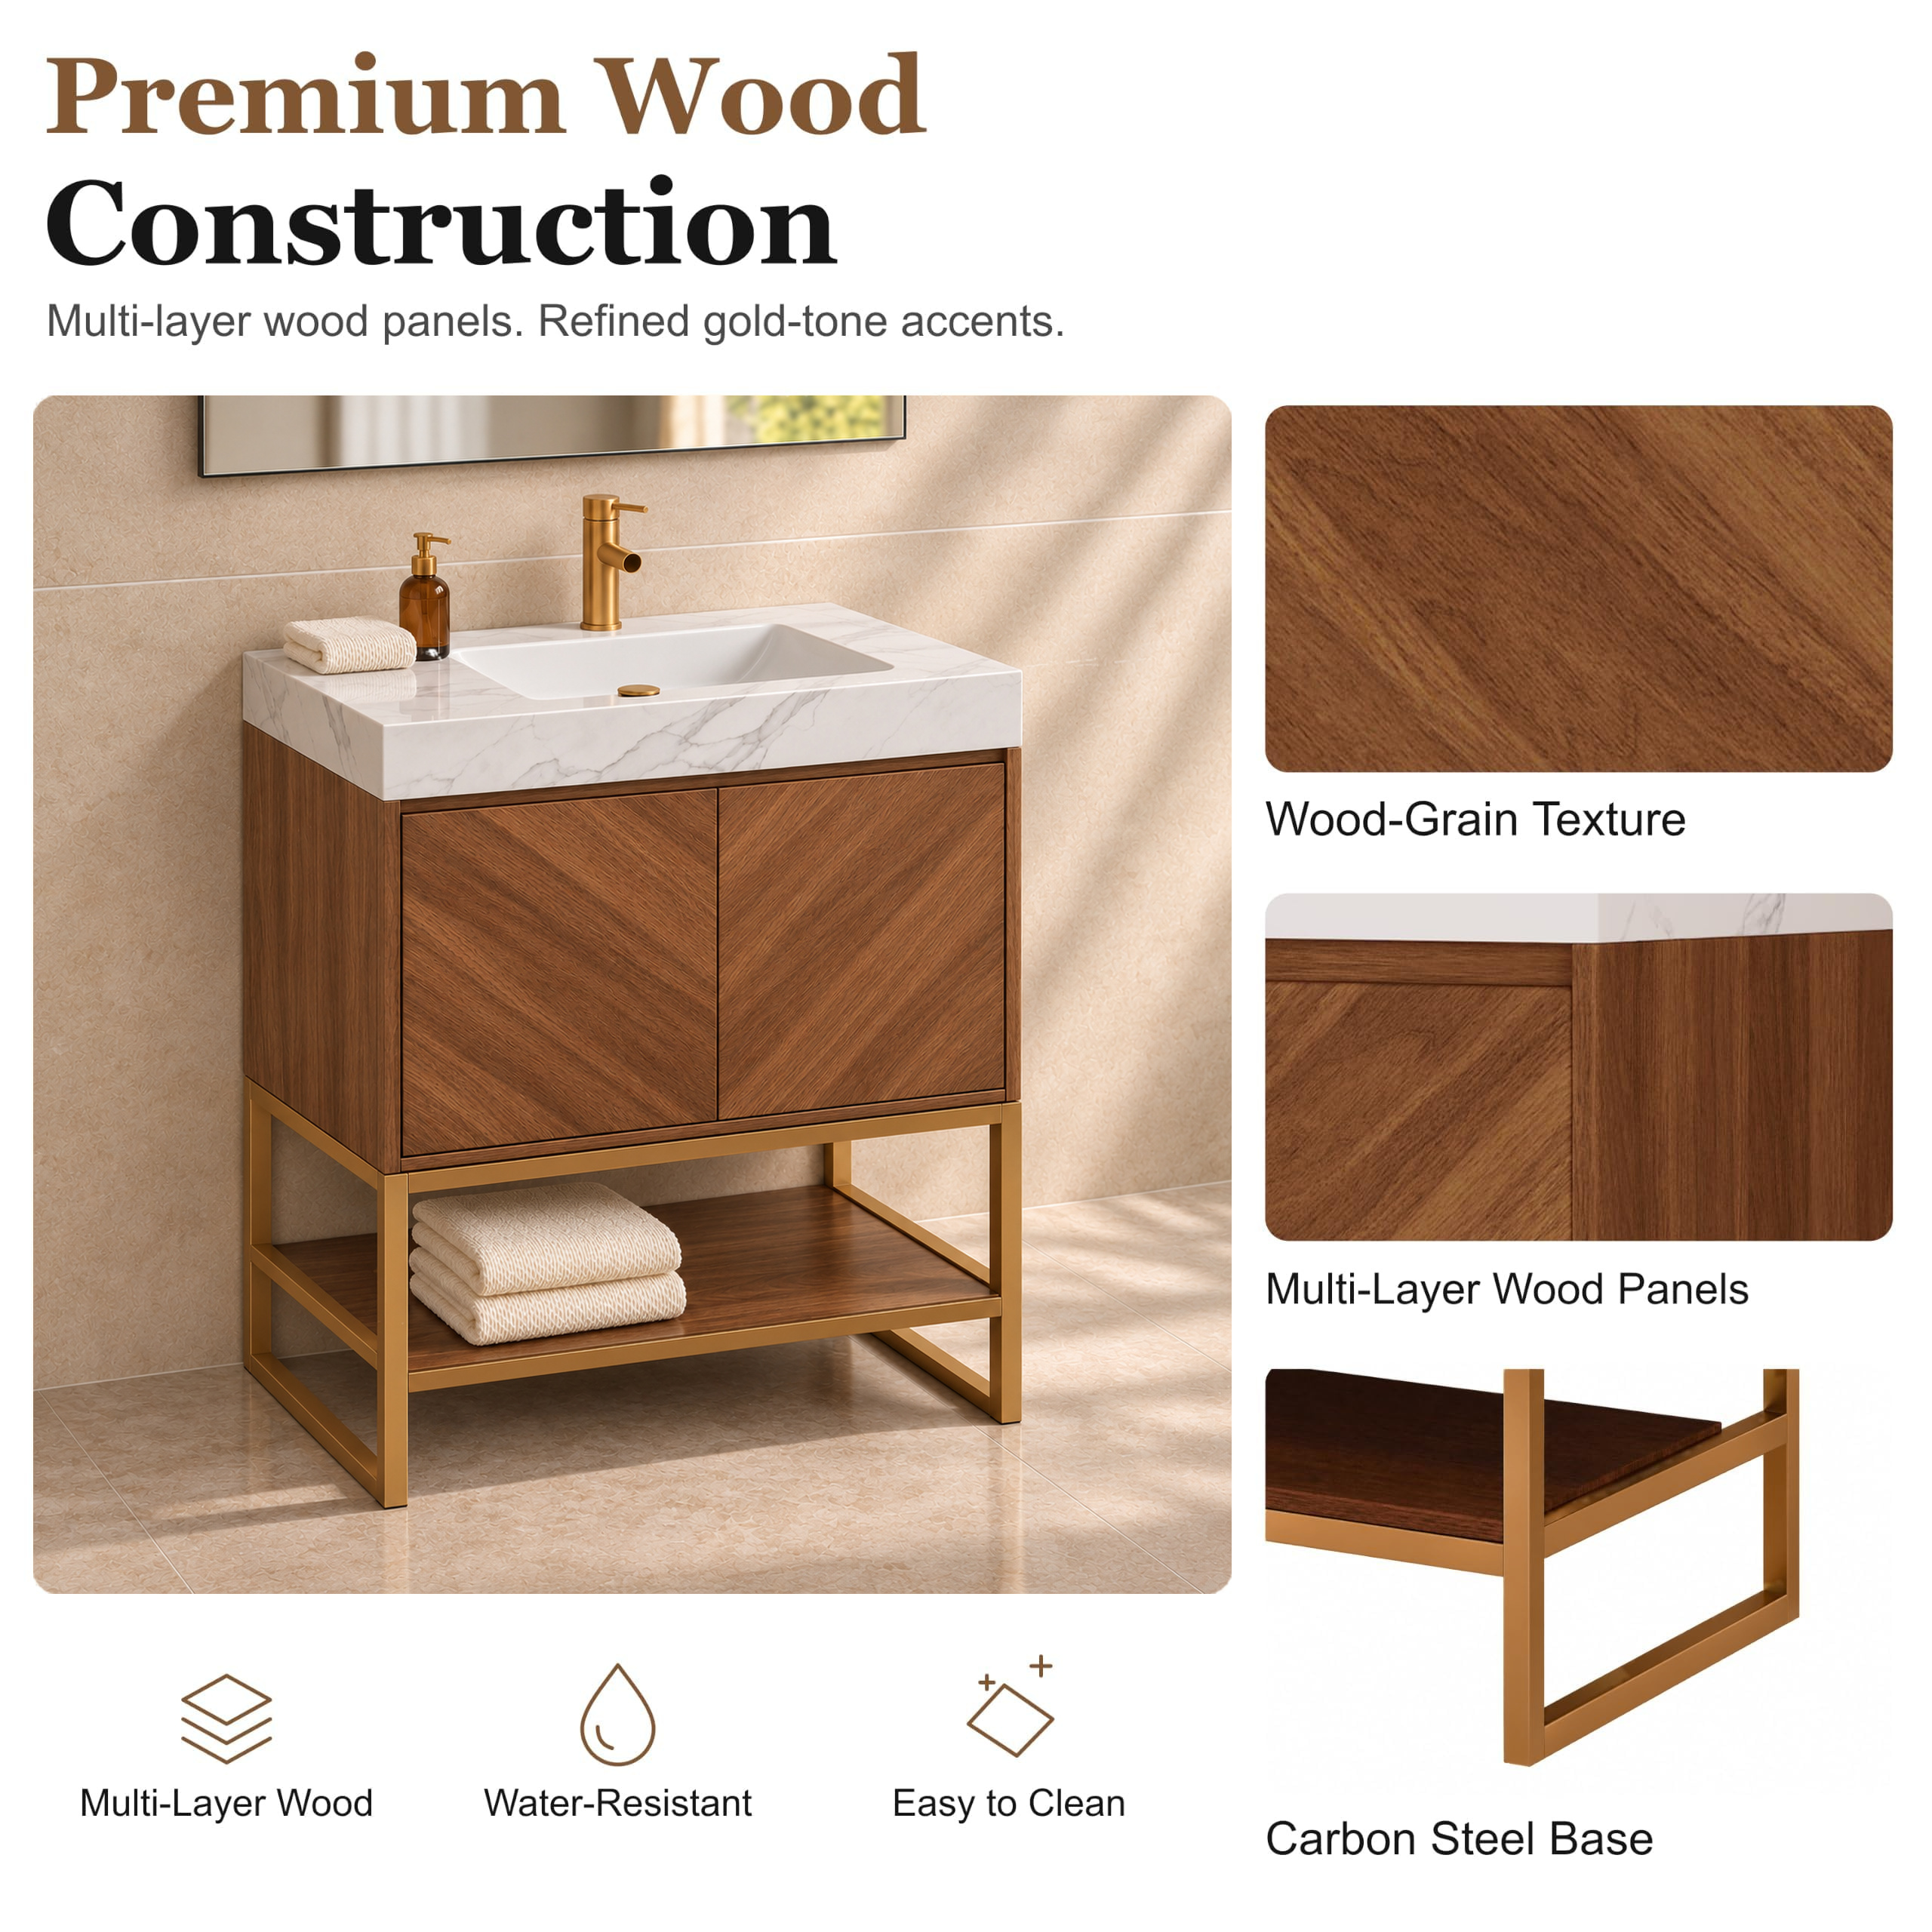 Premium Wood
Construction
Multi-layer wood panels. Refined gold-tone accents.
Wood-Grain Texture
Multi-Layer Wood Panels
Carbon Steel Base
Multi-Layer Wood
Water-Resistant
Easy to Clean